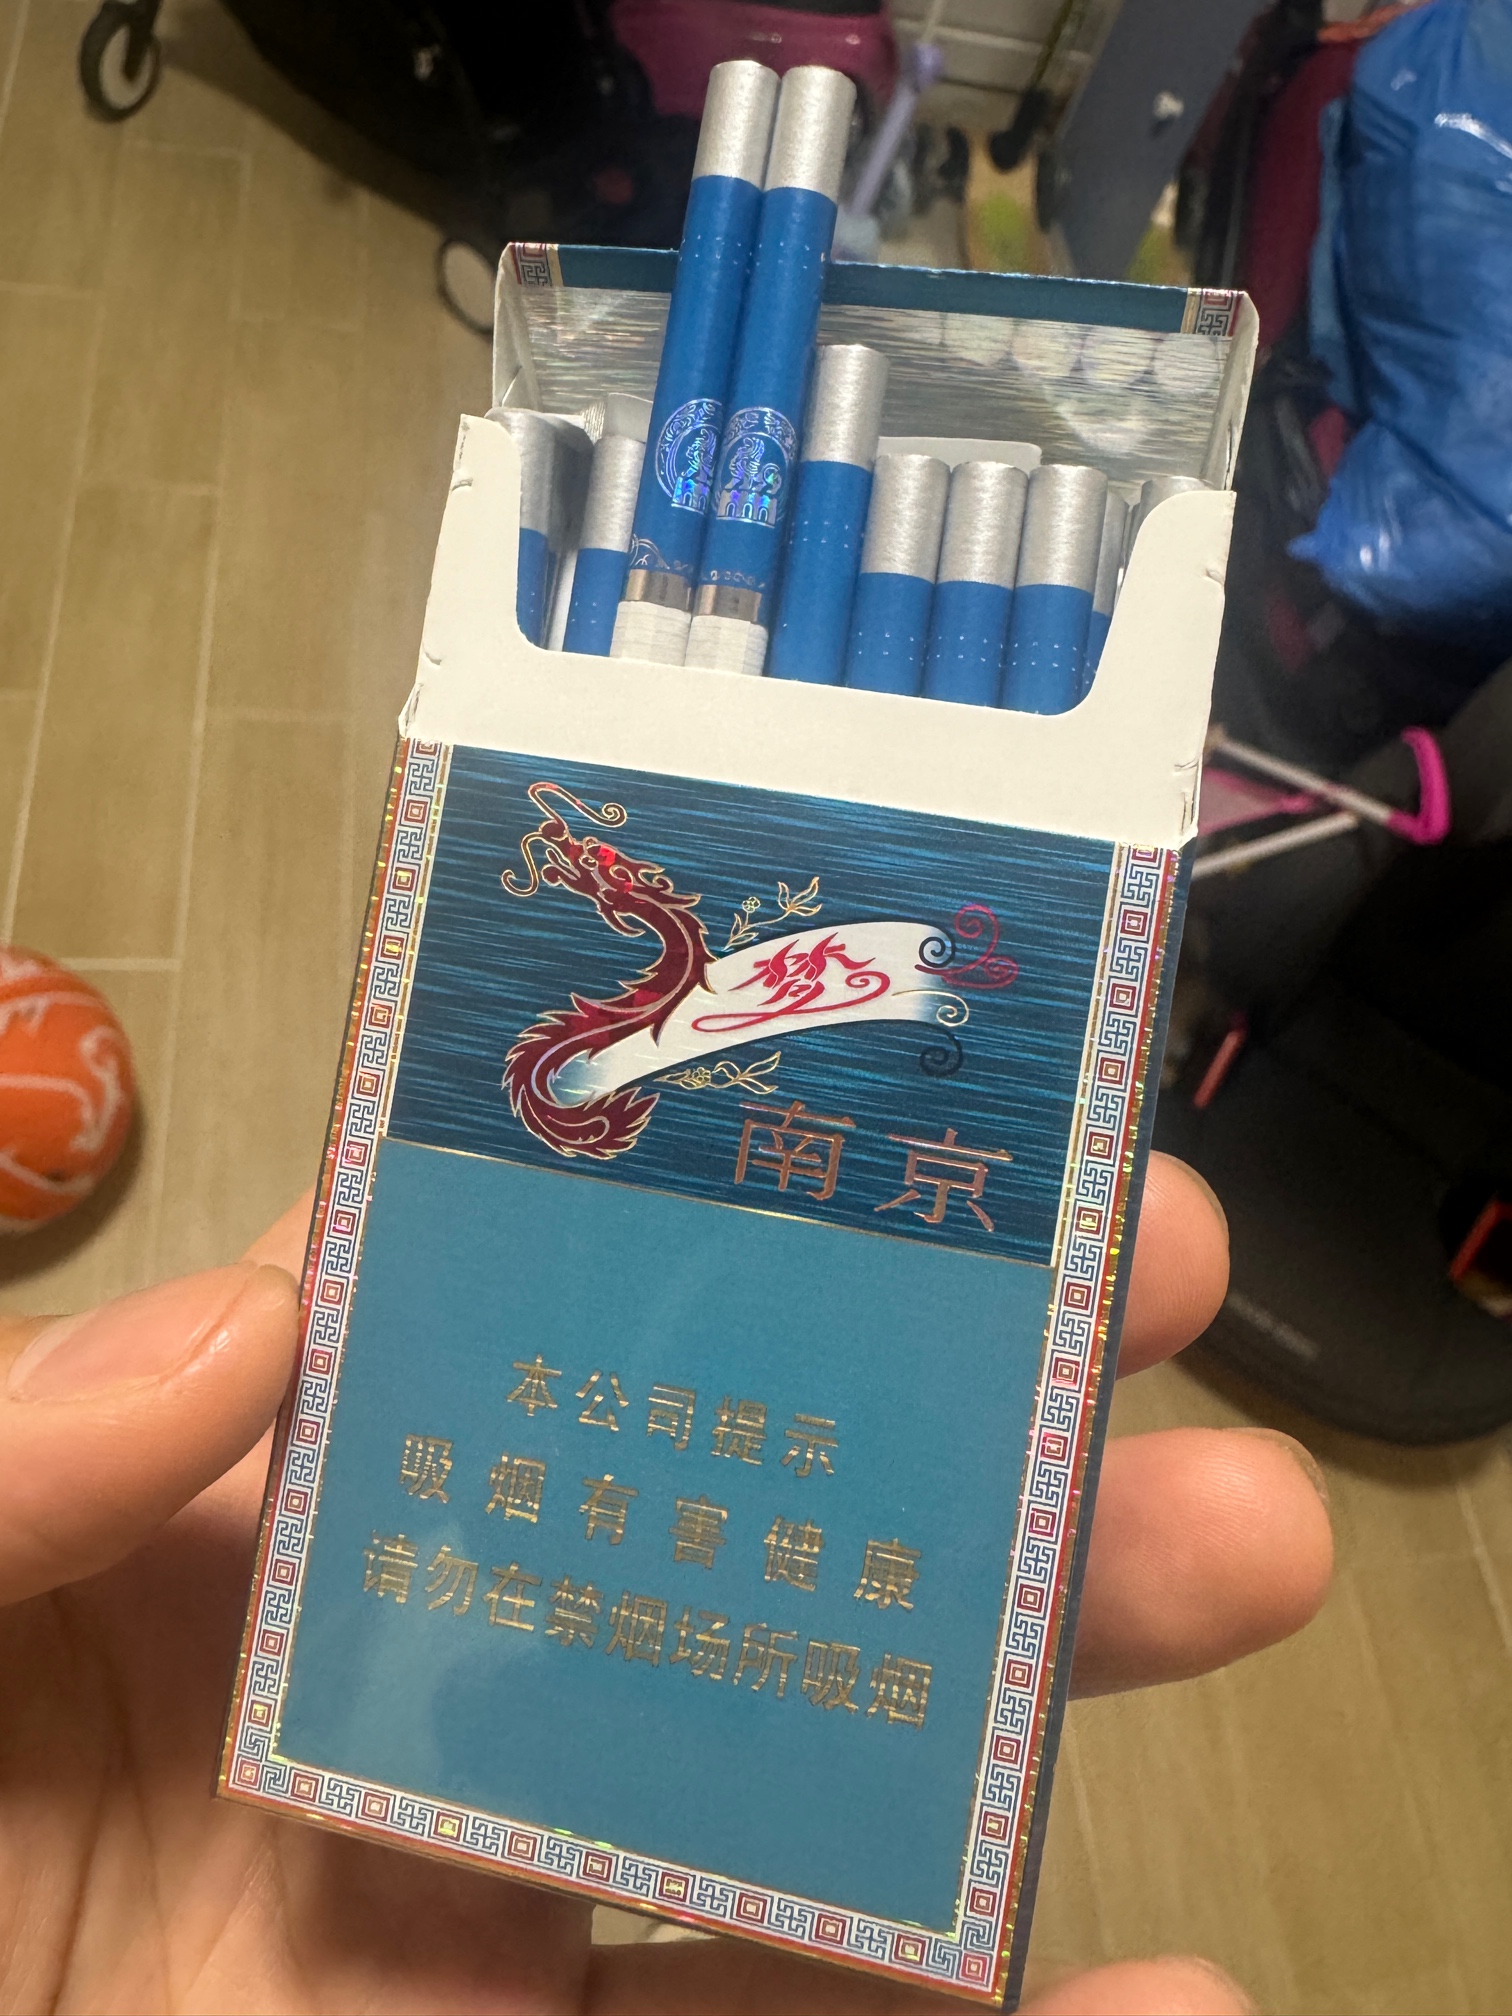 梦
南京
本公司提示
吸烟有害健康
请勿在禁烟场所吸烟